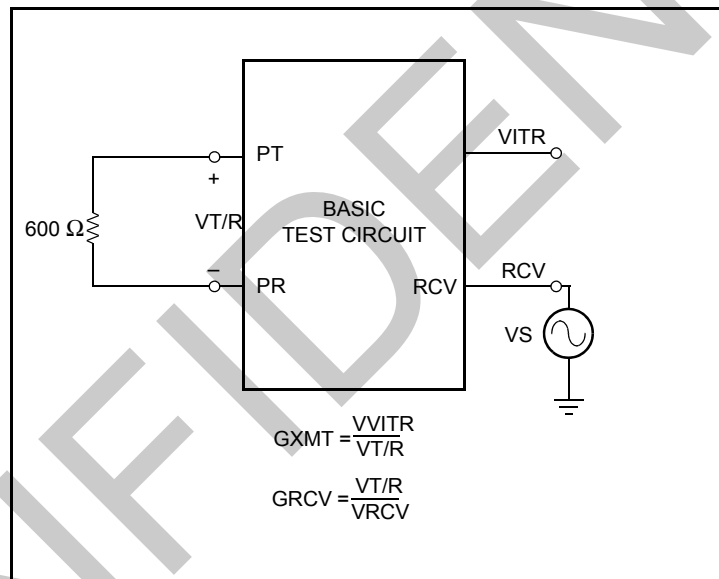 PT
VITR
+
600 Ω
VT/R
BASIC
TEST CIRCUIT
–
PR
RCV
RCV
VS
GXMT = VVITR
VT/R
GRCV = VT/R
VRCV